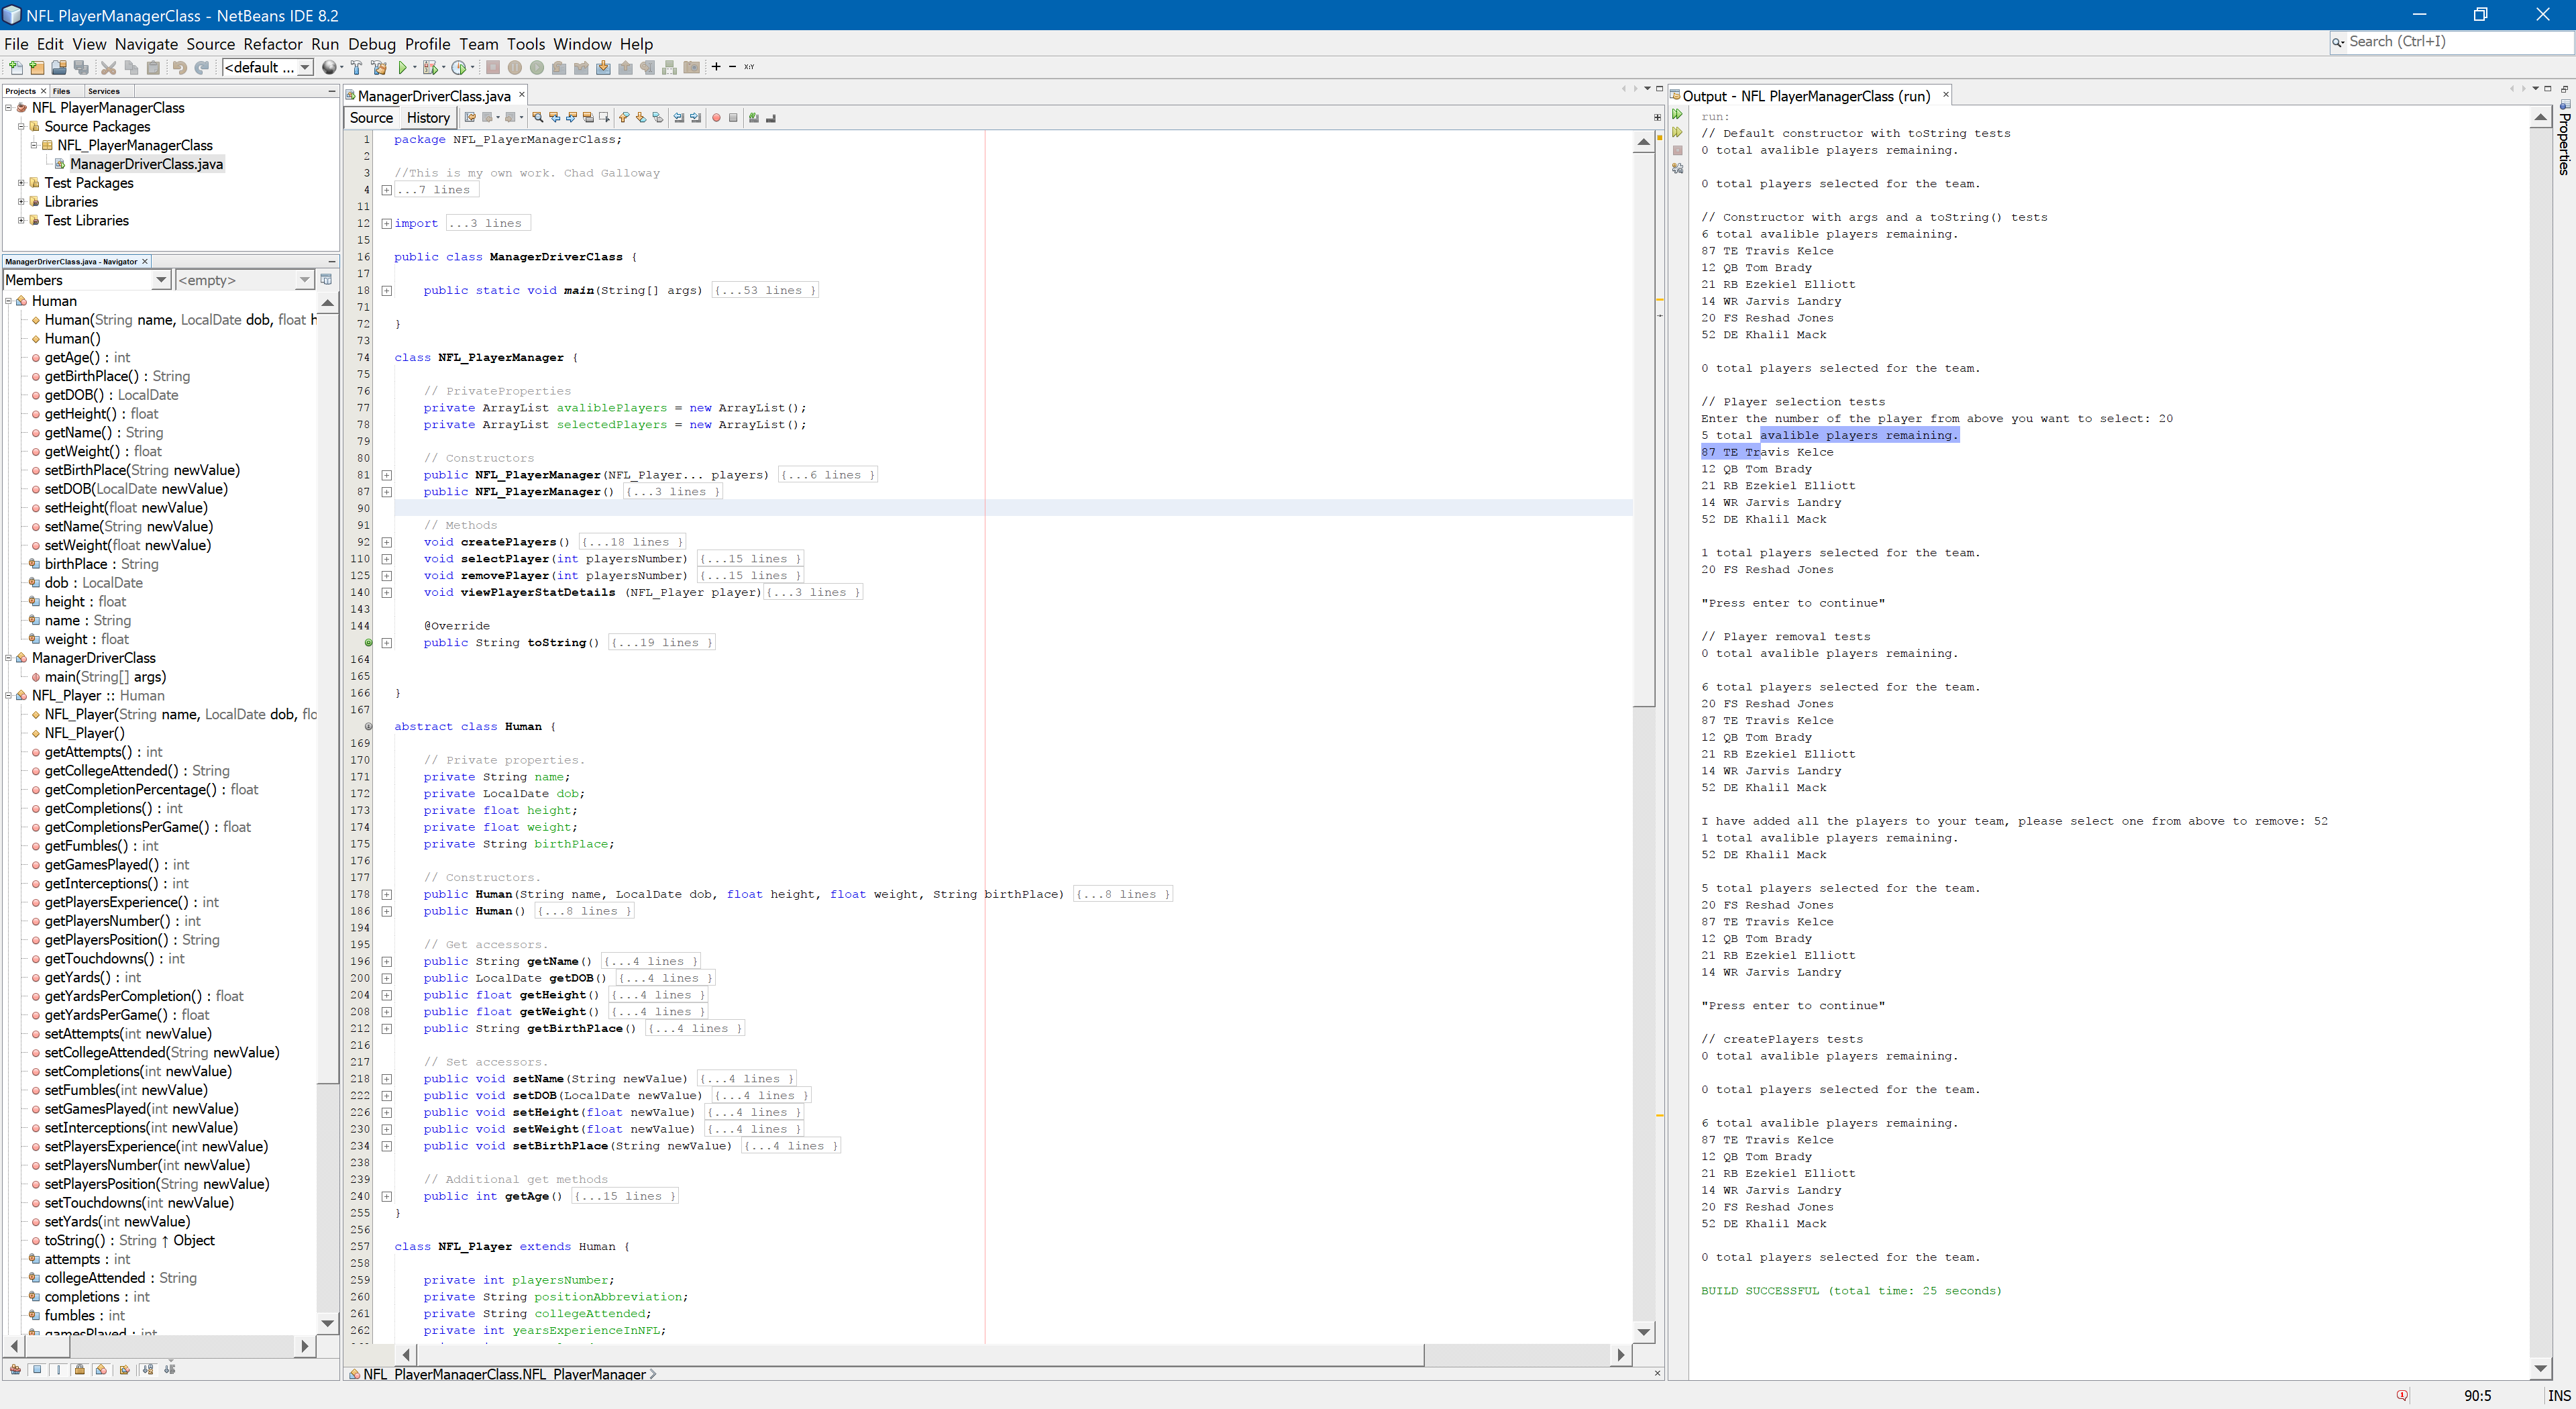 NFL PlayerManagerClass - NetBeans IDE 8.2
File Edit View Navigate Source Refactor Run Debug Profile Team Tools Window Help
Search (Ctrl+I)
<default ...
Projects Files Services
NFL PlayerManagerClass
Source Packages
NFL_PlayerManagerClass
ManagerDriverClass.java
Test Packages
Libraries
Test Libraries
ManagerDriverClass.java - Navigator
Members <empty>
Human
Human(String name, LocalDate dob, float h
Human()
getAge() : int
getBirthPlace() : String
getDOB() : LocalDate
getHeight() : float
getName() : String
getWeight() : float
setBirthPlace(String newValue)
setDOB(LocalDate newValue)
setHeight(float newValue)
setName(String newValue)
setWeight(float newValue)
birthPlace : String
dob : LocalDate
height : float
name : String
weight : float
ManagerDriverClass
main(String[] args)
NFL_Player :: Human
NFL_Player(String name, LocalDate dob, flo
NFL_Player()
getAttempts() : int
getCollegeAttended() : String
getCompletionPercentage() : float
getCompletions() : int
getCompletionsPerGame() : float
getFumbles() : int
getGamesPlayed() : int
getInterceptions() : int
getPlayersExperience() : int
getPlayersNumber() : int
getPlayersPosition() : String
getTouchdowns() : int
getYards() : int
getYardsPerCompletion() : float
getYardsPerGame() : float
setAttempts(int newValue)
setCollegeAttended(String newValue)
setCompletions(int newValue)
setFumbles(int newValue)
setGamesPlayed(int newValue)
setInterceptions(int newValue)
setPlayersExperience(int newValue)
setPlayersNumber(int newValue)
setPlayersPosition(String newValue)
setTouchdowns(int newValue)
setYards(int newValue)
toString() : String ↑ Object
attempts : int
collegeAttended : String
completions : int
fumbles : int
gamesPlayed : int
ManagerDriverClass.java
Source History
1 package NFL_PlayerManagerClass;
2
3 //This is my own work. Chad Galloway
4 ...7 lines
11
12 import ...3 lines
15
16 public class ManagerDriverClass {
17
18 public static void main(String[] args) {...53 lines }
71
72 }
73
74 class NFL_PlayerManager {
75
76 // PrivateProperties
77 private ArrayList avaliblePlayers = new ArrayList();
78 private ArrayList selectedPlayers = new ArrayList();
79
80 // Constructors
81 public NFL_PlayerManager(NFL_Player... players) {...6 lines }
87 public NFL_PlayerManager() {...3 lines }
90
91 // Methods
92 void createPlayers() {...18 lines }
110 void selectPlayer(int playersNumber) {...15 lines }
125 void removePlayer(int playersNumber) {...15 lines }
140 void viewPlayerStatDetails (NFL_Player player){...3 lines }
143
144 @Override
public String toString() {...19 lines }
164
165
166 }
167
abstract class Human {
169
170 // Private properties.
171 private String name;
172 private LocalDate dob;
173 private float height;
174 private float weight;
175 private String birthPlace;
176
177 // Constructors.
178 public Human(String name, LocalDate dob, float height, float weight, String birthPlace) {...8 lines }
186 public Human() {...8 lines }
194
195 // Get accessors.
196 public String getName() {...4 lines }
200 public LocalDate getDOB() {...4 lines }
204 public float getHeight() {...4 lines }
208 public float getWeight() {...4 lines }
212 public String getBirthPlace() {...4 lines }
216
217 // Set accessors.
218 public void setName(String newValue) {...4 lines }
222 public void setDOB(LocalDate newValue) {...4 lines }
226 public void setHeight(float newValue) {...4 lines }
230 public void setWeight(float newValue) {...4 lines }
234 public void setBirthPlace(String newValue) {...4 lines }
238
239 // Additional get methods
240 public int getAge() {...15 lines }
255 }
256
257 class NFL_Player extends Human {
258
259 private int playersNumber;
260 private String positionAbbreviation;
261 private String collegeAttended;
262 private int yearsExperienceInNFL;
NFL_PlayerManagerClass.NFL_PlayerManager
Output - NFL PlayerManagerClass (run)
run:
// Default constructor with toString tests
0 total avalible players remaining.
0 total players selected for the team.
// Constructor with args and a toString() tests
6 total avalible players remaining.
87 TE Travis Kelce
12 QB Tom Brady
21 RB Ezekiel Elliott
14 WR Jarvis Landry
20 FS Reshad Jones
52 DE Khalil Mack
0 total players selected for the team.
// Player selection tests
Enter the number of the player from above you want to select: 20
5 total avalible players remaining.
87 TE Travis Kelce
12 QB Tom Brady
21 RB Ezekiel Elliott
14 WR Jarvis Landry
52 DE Khalil Mack
1 total players selected for the team.
20 FS Reshad Jones
"Press enter to continue"
// Player removal tests
0 total avalible players remaining.
6 total players selected for the team.
20 FS Reshad Jones
87 TE Travis Kelce
12 QB Tom Brady
21 RB Ezekiel Elliott
14 WR Jarvis Landry
52 DE Khalil Mack
I have added all the players to your team, please select one from above to remove: 52
1 total avalible players remaining.
52 DE Khalil Mack
5 total players selected for the team.
20 FS Reshad Jones
87 TE Travis Kelce
12 QB Tom Brady
21 RB Ezekiel Elliott
14 WR Jarvis Landry
"Press enter to continue"
// createPlayers tests
0 total avalible players remaining.
0 total players selected for the team.
6 total avalible players remaining.
87 TE Travis Kelce
12 QB Tom Brady
21 RB Ezekiel Elliott
14 WR Jarvis Landry
20 FS Reshad Jones
52 DE Khalil Mack
0 total players selected for the team.
BUILD SUCCESSFUL (total time: 25 seconds)
Properties
90:5 INS